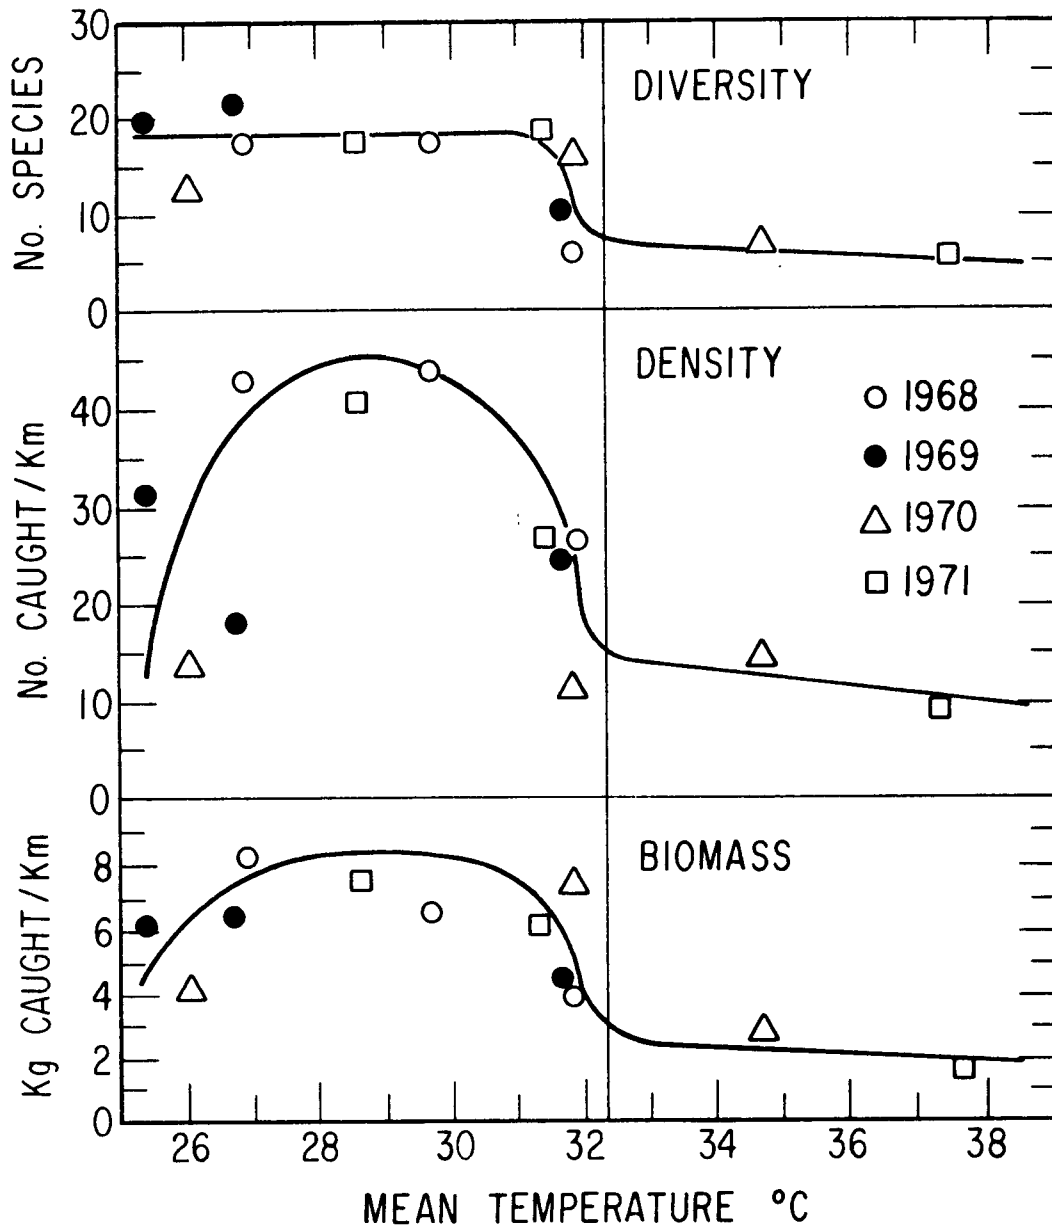 No. SPECIES
30
20
10
0
DIVERSITY
No. CAUGHT/Km
40
30
20
10
0
DENSITY
○ 1968
● 1969
△ 1970
□ 1971
Kg CAUGHT/Km
8
6
4
2
0
BIOMASS
26 28 30 32 34 36 38
MEAN TEMPERATURE °C